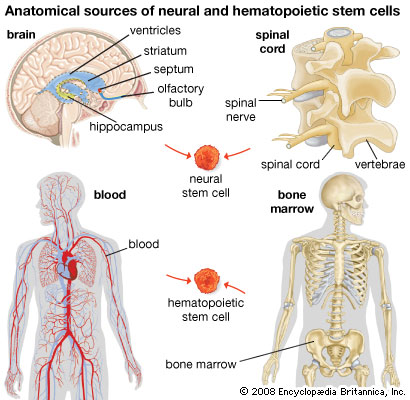 Anatomical sources of neural and hematopoietic stem cells
brain
ventricles
striatum
septum
olfactory
bulb
hippocampus
spinal
cord
spinal
nerve
spinal cord
vertebrae
neural
stem cell
blood
blood
bone
marrow
hematopoietic
stem cell
bone marrow
© 2008 Encyclopædia Britannica, Inc.